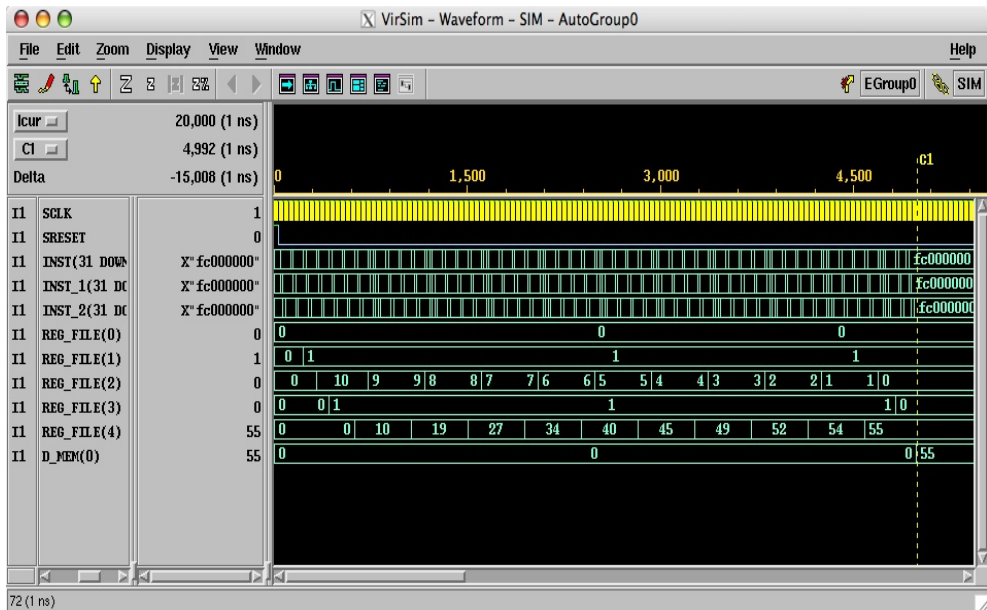 VirSim – Waveform – SIM – AutoGroup0
File Edit Zoom Display View Window Help
EGroup0 SIM
Icur 20,000 (1 ns)
C1 4,992 (1 ns)
Delta -15,008 (1 ns)
C1
0 1,500 3,000 4,500
I1 SCLK 1
I1 SRESET 0
I1 INST(31 DOWN X"fc000000" fc000000
I1 INST_1(31 DO X"fc000000" fc000000
I1 INST_2(31 DO X"fc000000" fc000000
I1 REG_FILE(0) 0 0 0 0
I1 REG_FILE(1) 1 0 1 1 1
I1 REG_FILE(2) 0 0 10 9 9 8 8 7 7 6 6 5 5 4 4 3 3 2 2 1 1 0
I1 REG_FILE(3) 0 0 0 1 1 1 0
I1 REG_FILE(4) 55 0 0 10 19 27 34 40 45 49 52 54 55
I1 D_MEM(0) 55 0 0 0 55
72 (1 ns)